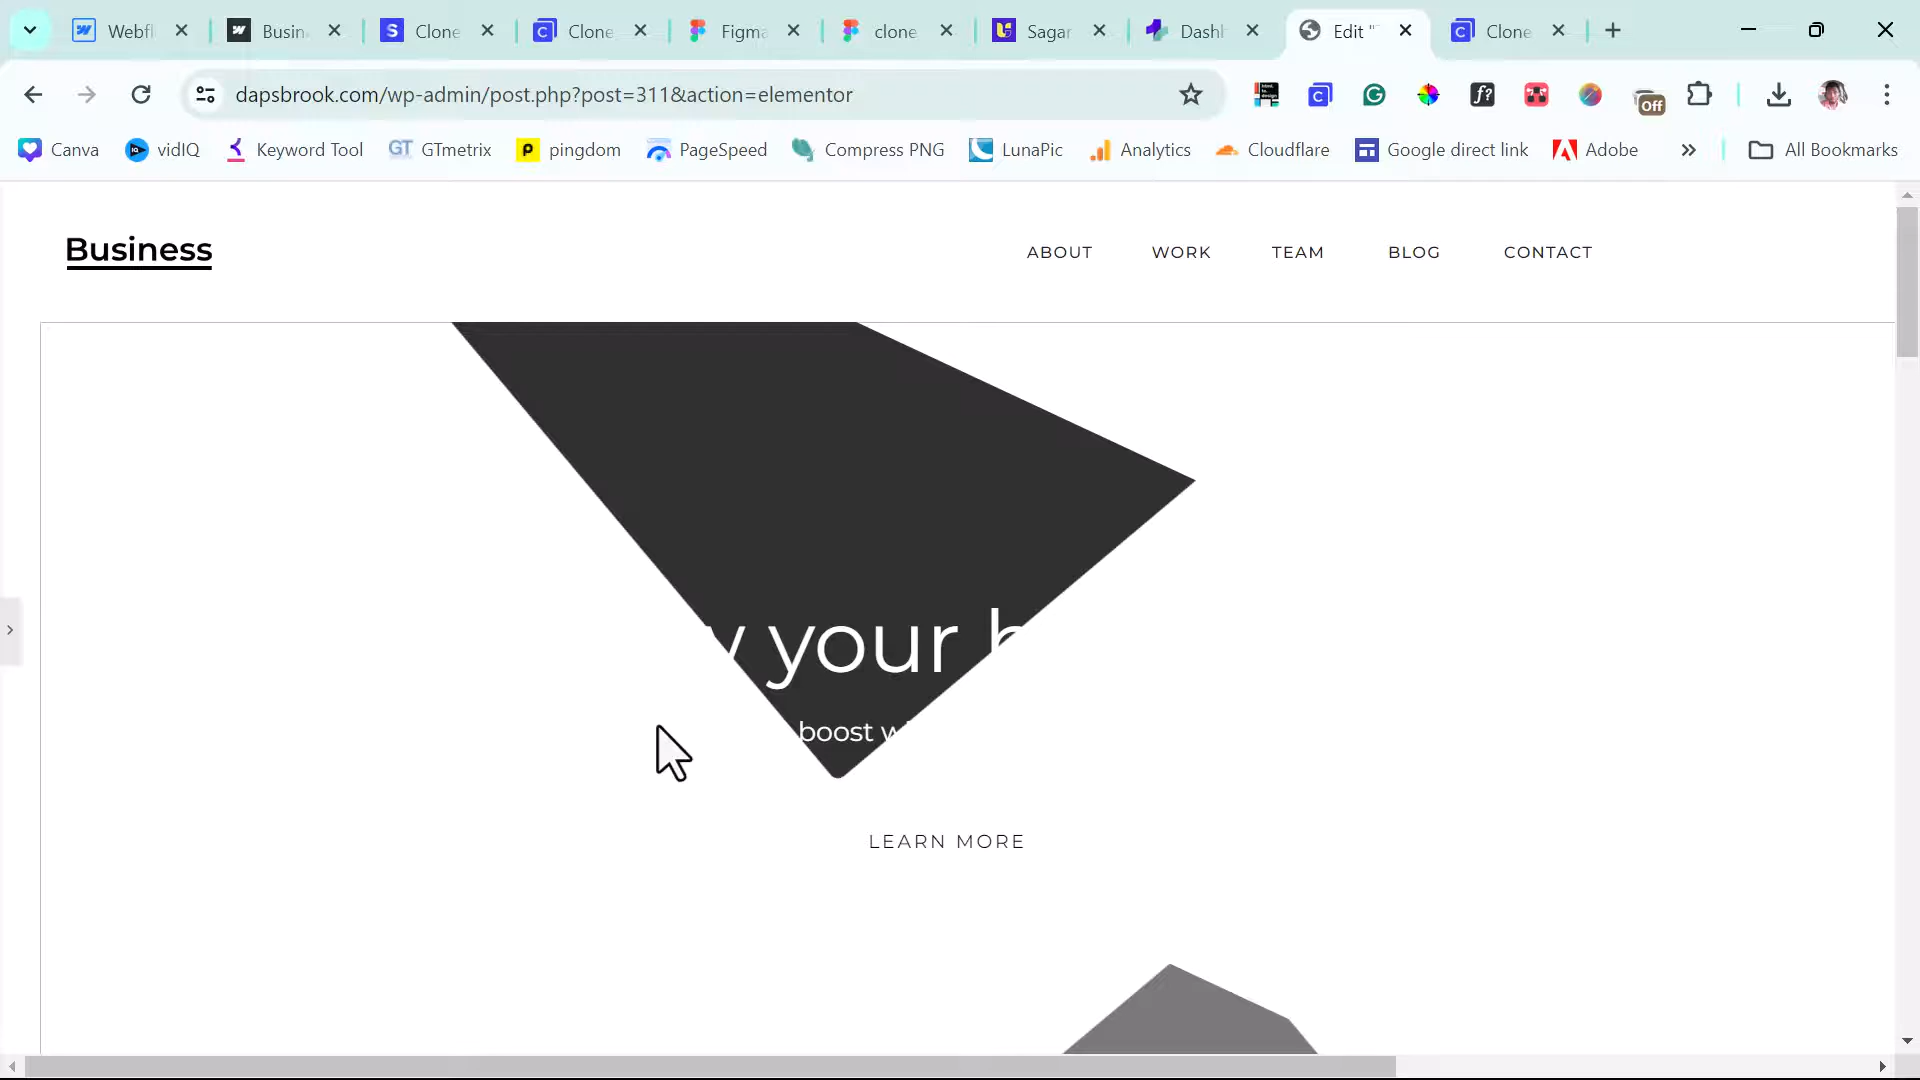 Webfl
Busin
Clone
Clone
Figma
clone
Sagar
Dashl
Edit "
Clone
dapsbrook.com/wp-admin/post.php?post=311&action=elementor
Off
Canva
vidIQ
Keyword Tool
GTmetrix
pingdom
PageSpeed
Compress PNG
LunaPic
Analytics
Cloudflare
Google direct link
Adobe
All Bookmarks
Business
ABOUT
WORK
TEAM
BLOG
CONTACT
your
boost
LEARN MORE